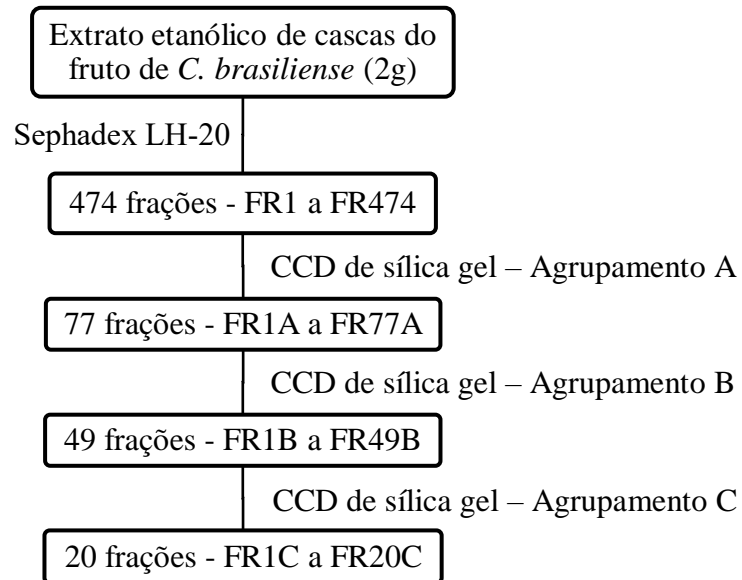 Extrato etanólico de cascas do
fruto de C. brasiliense (2g)
Sephadex LH-20
474 frações - FR1 a FR474
CCD de sílica gel – Agrupamento A
77 frações - FR1A a FR77A
CCD de sílica gel – Agrupamento B
49 frações - FR1B a FR49B
CCD de sílica gel – Agrupamento C
20 frações - FR1C a FR20C